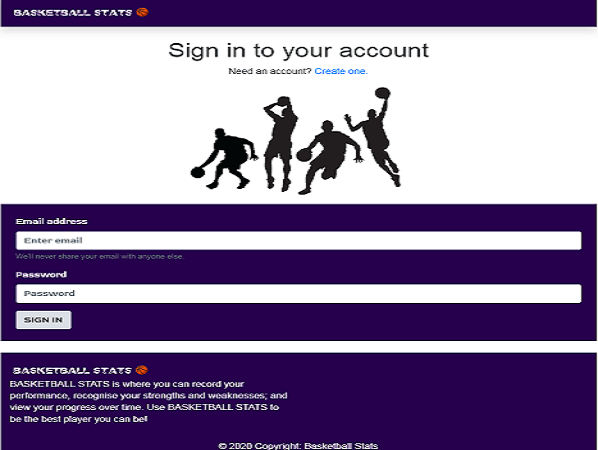 BASKETBALL STATS
Sign in to your account
Need an account? Create one.
Email address
Enter email
We'll never share your email with anyone else.
Password
Password
SIGN IN
BASKETBALL STATS
BASKETBALL STATS is where you can record your
performance, recognise your strengths and weaknesses; and
view your progress over time. Use BASKETBALL STATS to
be the best player you can be!
© 2020 Copyright: Basketball Stats